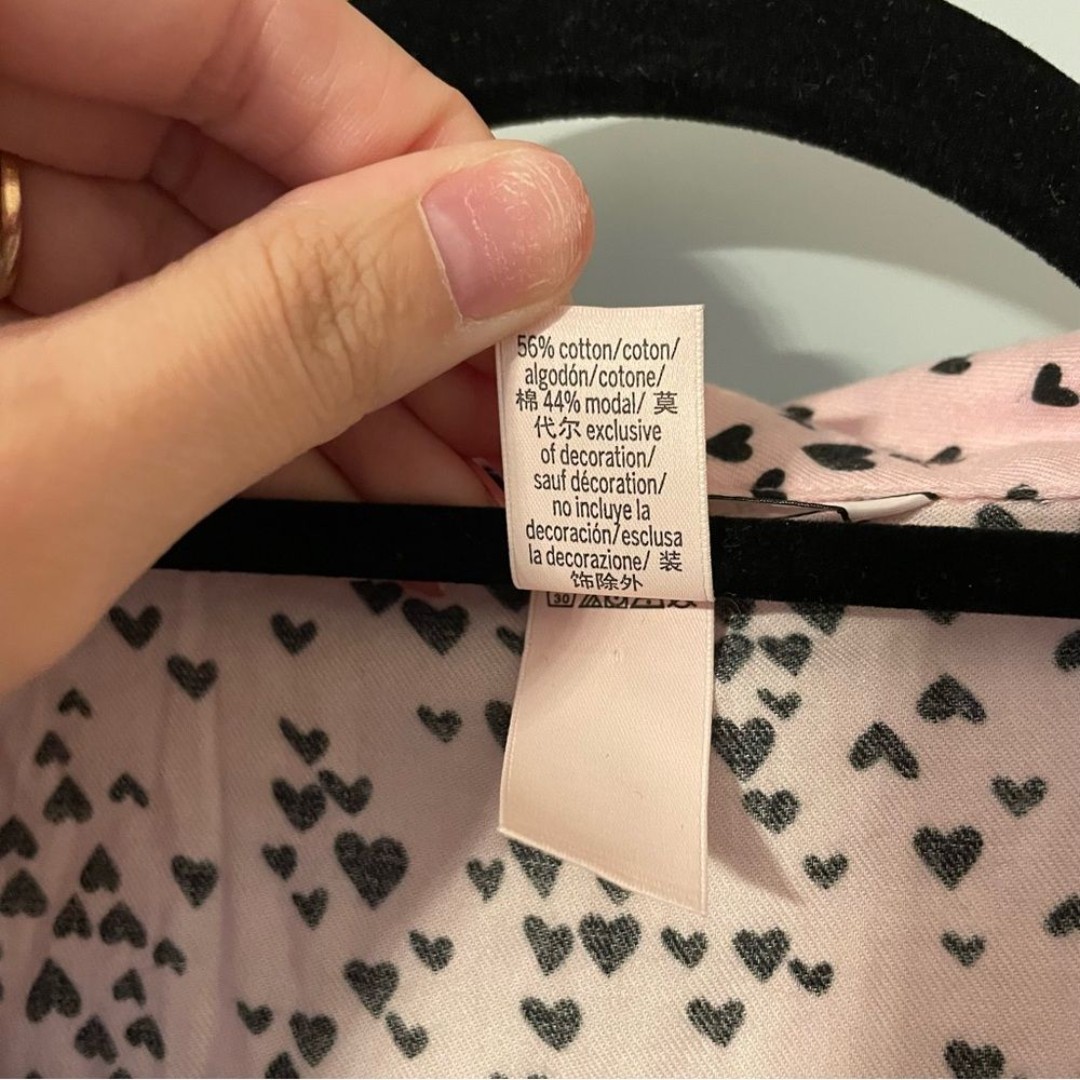 56% cotton/coton/
algodón/cotone/
棉 44% modal/ 莫
代尔 exclusive
of decoration/
sauf décoration/
no incluye la
decoración/esclusa
la decorazione/ 装
饰除外
30